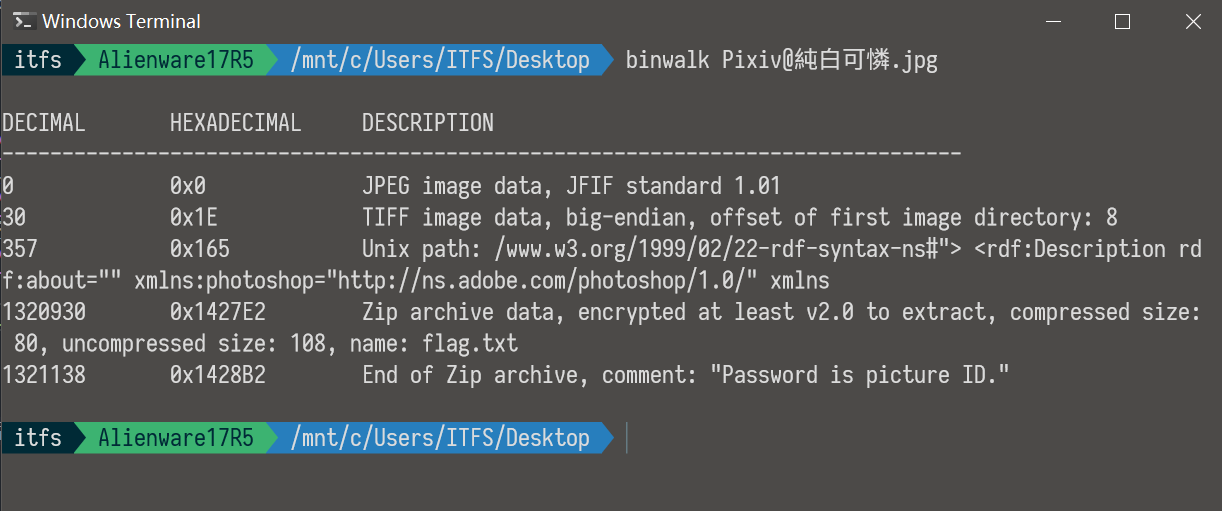 Windows Terminal
itfs Alienware17R5 /mnt/c/Users/ITFS/Desktop binwalk Pixiv@純白可憐.jpg
DECIMAL HEXADECIMAL DESCRIPTION
--------------------------------------------------------------------------------
0 0x0 JPEG image data, JFIF standard 1.01
30 0x1E TIFF image data, big-endian, offset of first image directory: 8
357 0x165 Unix path: /www.w3.org/1999/02/22-rdf-syntax-ns#"> <rdf:Description rd
f:about="" xmlns:photoshop="http://ns.adobe.com/photoshop/1.0/" xmlns
1320930 0x1427E2 Zip archive data, encrypted at least v2.0 to extract, compressed size:
80, uncompressed size: 108, name: flag.txt
1321138 0x1428B2 End of Zip archive, comment: "Password is picture ID."
itfs Alienware17R5 /mnt/c/Users/ITFS/Desktop